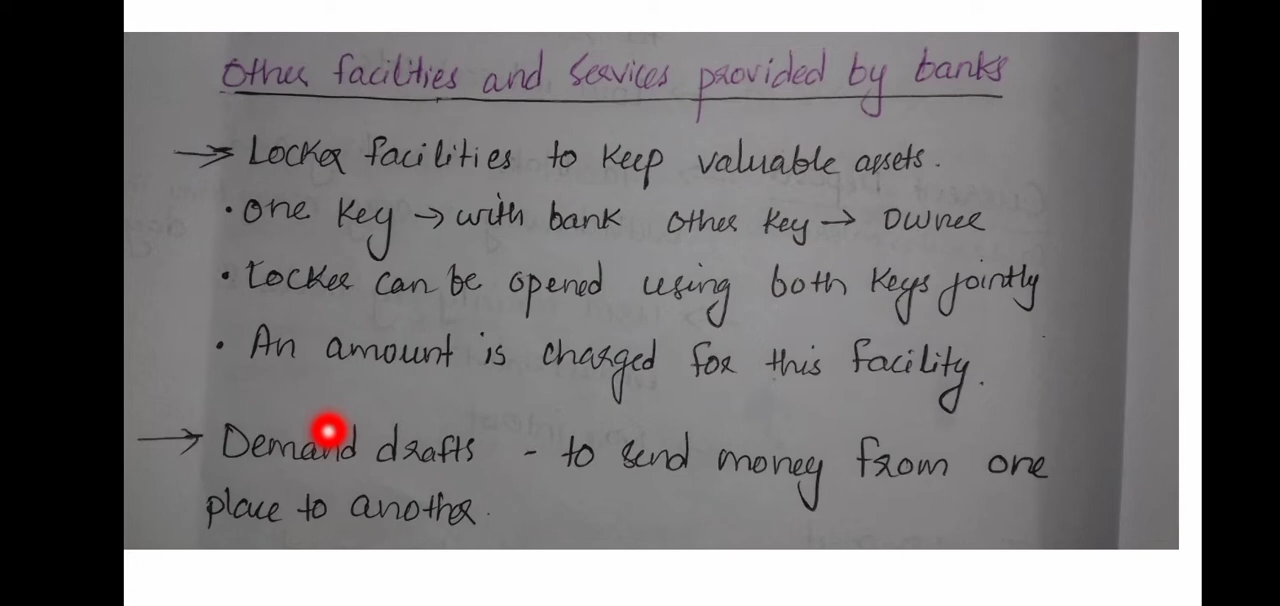 Other facilities and services provided by banks
→ Locker facilities to keep valuable assets.
• One key → with bank other key → owner
• Locker can be opened using both keys jointly
• An amount is charged for this facility.
→ Demand drafts - to send money from one
place to another.